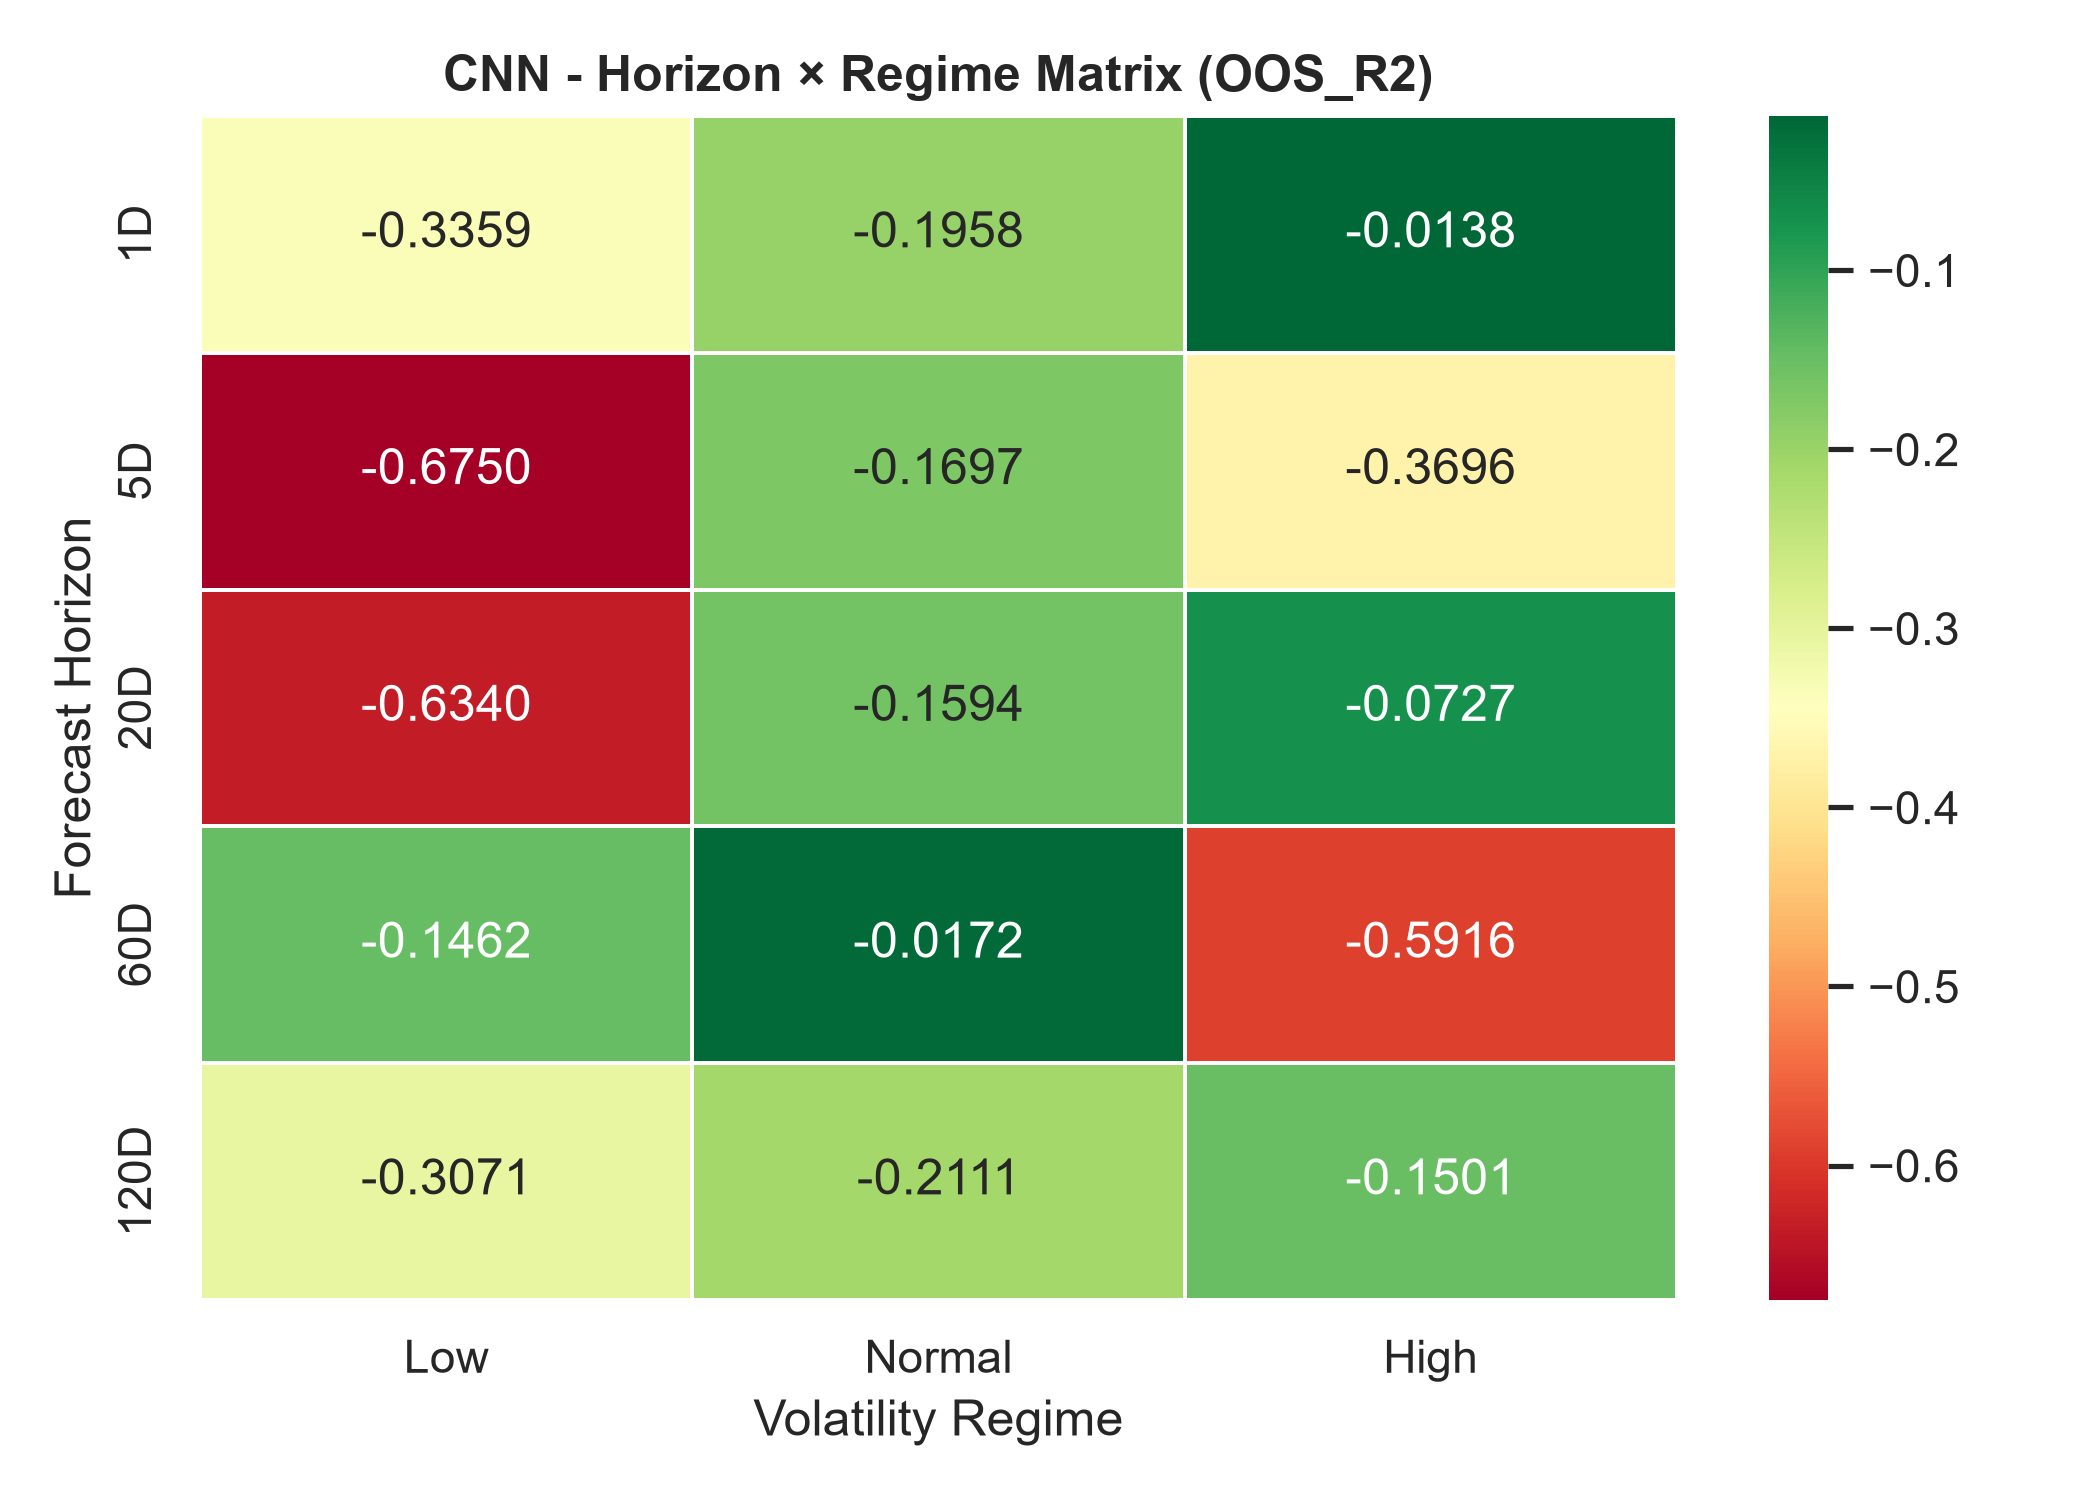 CNN - Horizon × Regime Matrix (OOS_R2)
Forecast Horizon
1D -0.3359 -0.1958 -0.0138
5D -0.6750 -0.1697 -0.3696
20D -0.6340 -0.1594 -0.0727
60D -0.1462 -0.0172 -0.5916
120D -0.3071 -0.2111 -0.1501
Low Normal High
Volatility Regime
−0.1
−0.2
−0.3
−0.4
−0.5
−0.6